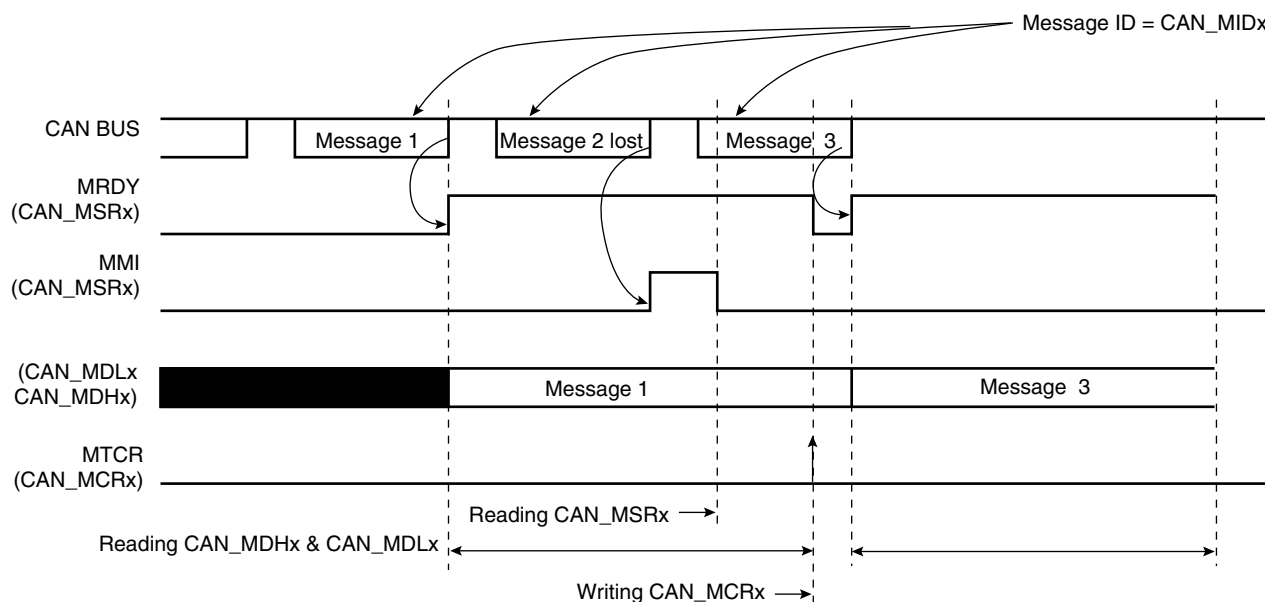 Message ID = CAN_MIDx
CAN BUS
Message 1
Message 2 lost
Message 3
MRDY
(CAN_MSRx)
MMI
(CAN_MSRx)
(CAN_MDLx
CAN_MDHx)
Message 1
Message 3
MTCR
(CAN_MCRx)
Reading CAN_MSRx
Reading CAN_MDHx & CAN_MDLx
Writing CAN_MCRx